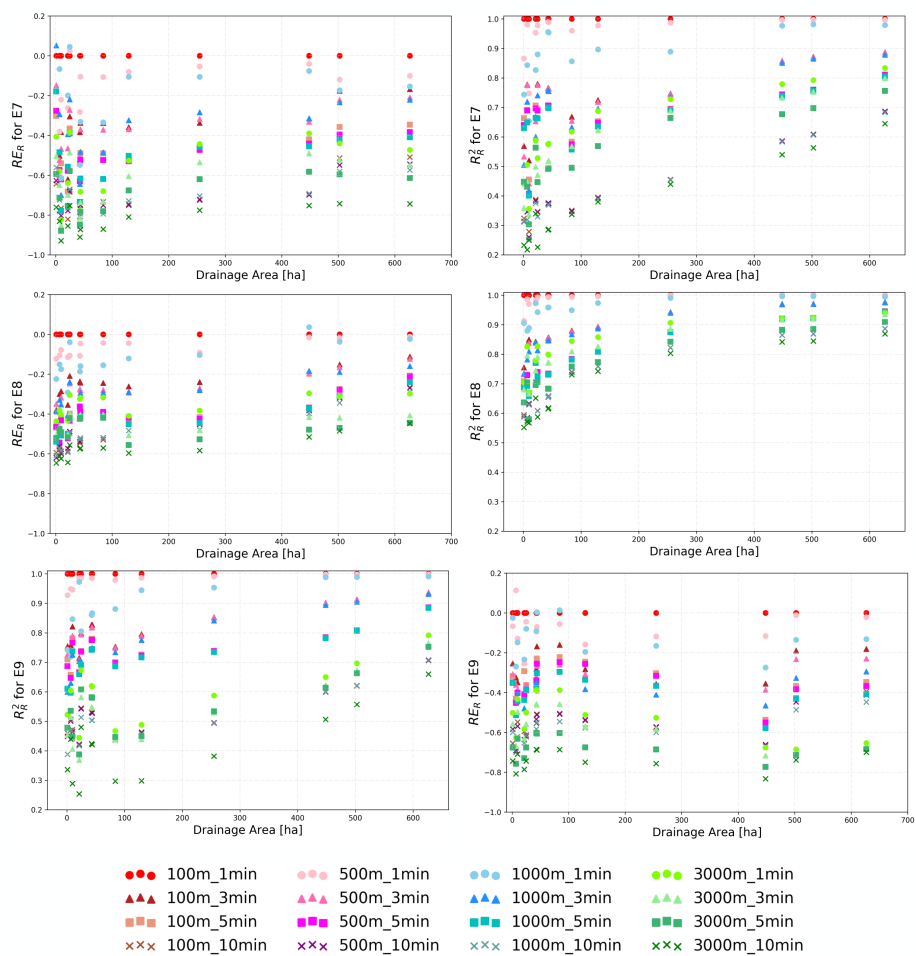 0.2
0.0
−0.2
−0.4
−0.6
−0.8
−1.0
RE_R for E7
0 100 200 300 400 500 600 700
Drainage Area [ha]
1.0
0.9
0.8
0.7
0.6
0.5
0.4
0.3
0.2
R_R^2 for E7
0 100 200 300 400 500 600
Drainage Area [ha]
0.2
0.0
−0.2
−0.4
−0.6
−0.8
−1.0
RE_R for E8
0 100 200 300 400 500 600 700
Drainage Area [ha]
1.0
0.9
0.8
0.7
0.6
0.5
0.4
0.3
0.2
R_R^2 for E8
0 100 200 300 400 500 600
Drainage Area [ha]
1.0
0.9
0.8
0.7
0.6
0.5
0.4
0.3
0.2
R_R^2 for E9
0 100 200 300 400 500 600
Drainage Area [ha]
0.2
0.0
−0.2
−0.4
−0.6
−0.8
−1.0
RE_R for E9
0 100 200 300 400 500 600 700
Drainage Area [ha]
100m_1min 500m_1min 1000m_1min 3000m_1min
100m_3min 500m_3min 1000m_3min 3000m_3min
100m_5min 500m_5min 1000m_5min 3000m_5min
100m_10min 500m_10min 1000m_10min 3000m_10min